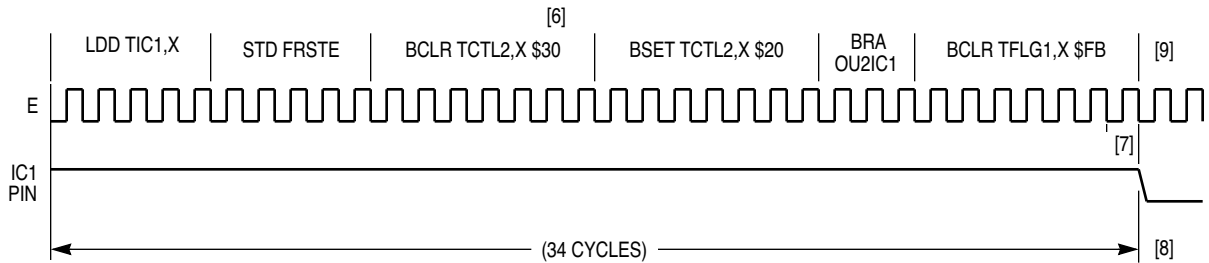 [6]
LDD TIC1,X STD FRSTE BCLR TCTL2,X $30 BSET TCTL2,X $20 BRA OU2IC1 BCLR TFLG1,X $FB [9]
E
[7]
IC1
PIN
(34 CYCLES) [8]